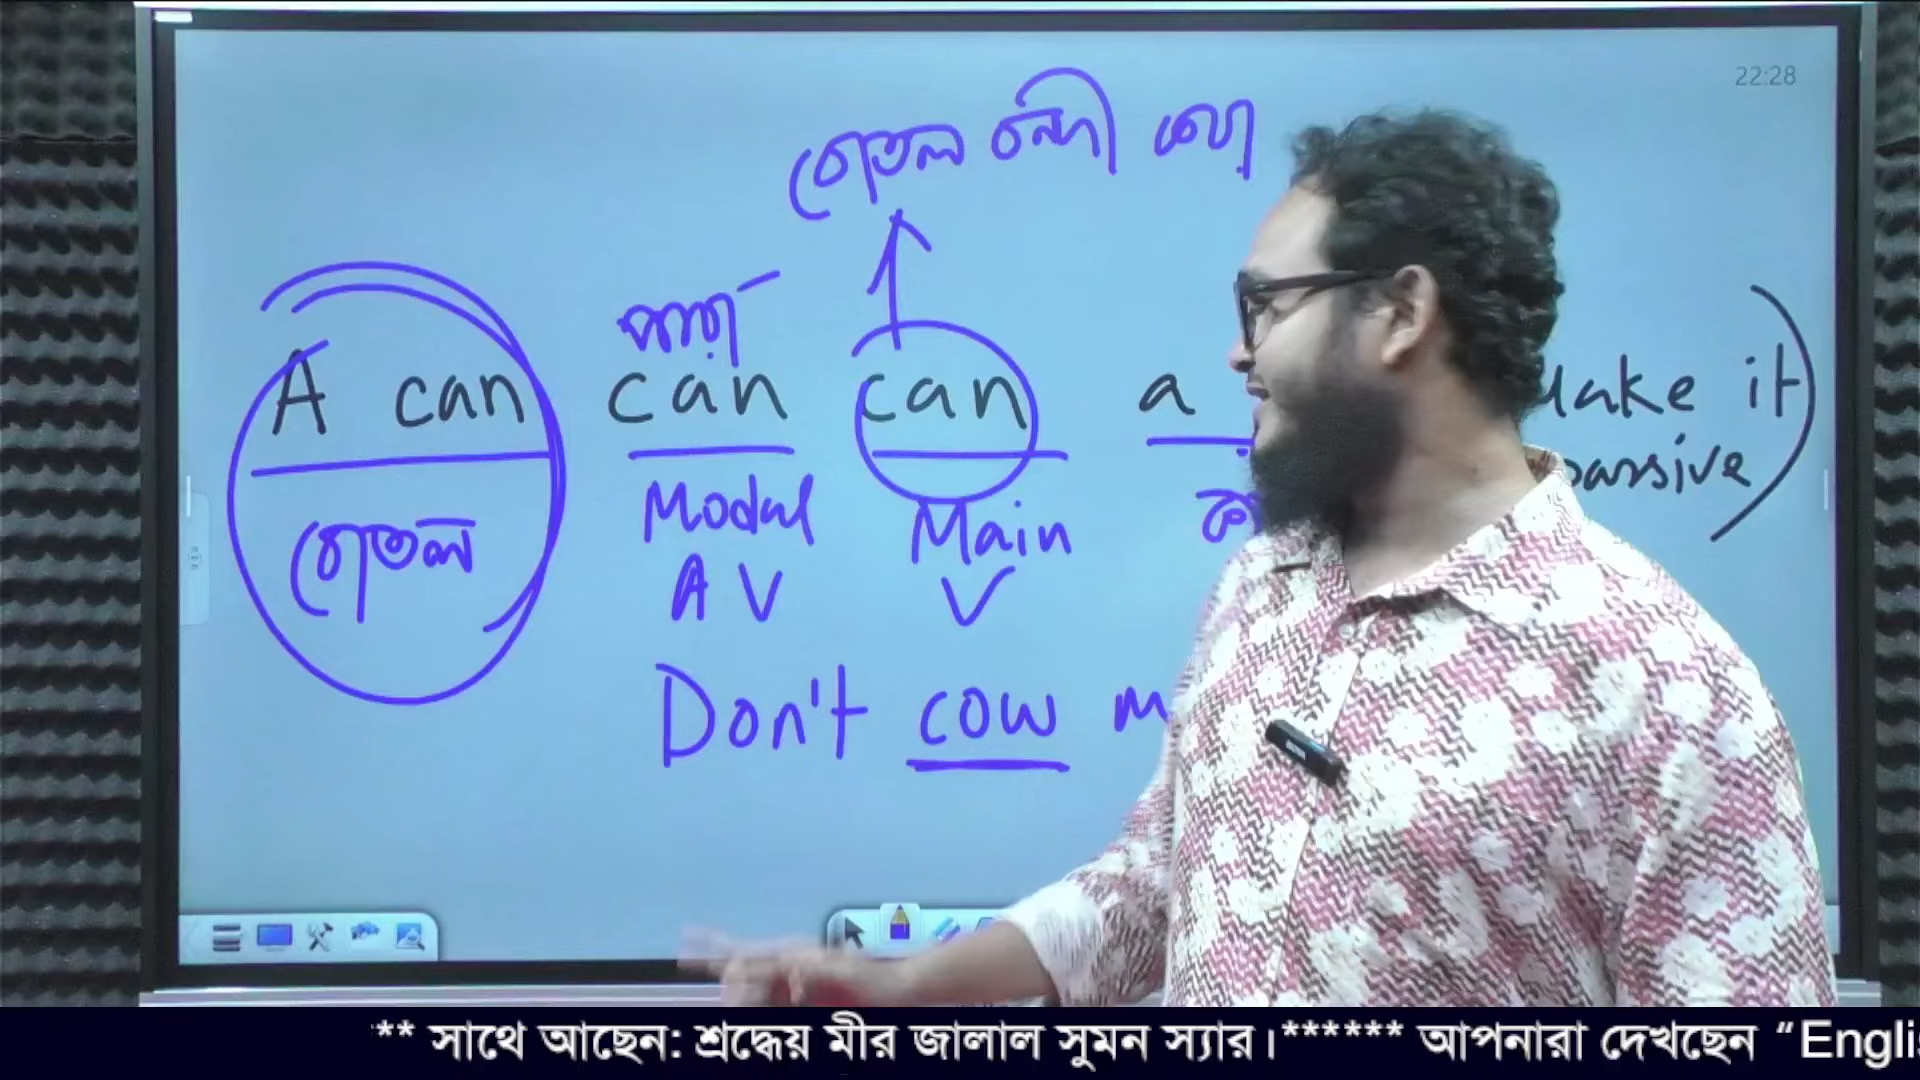 22:28
বোতল বন্দী করা
পারা
A can can can a
make it
passive
বোতল
Modal Main
A V V
Don't cow
** সাথে আছেন: শ্রদ্ধেয় মীর জালাল সুমন স্যার।****** আপনারা দেখছেন “Englis